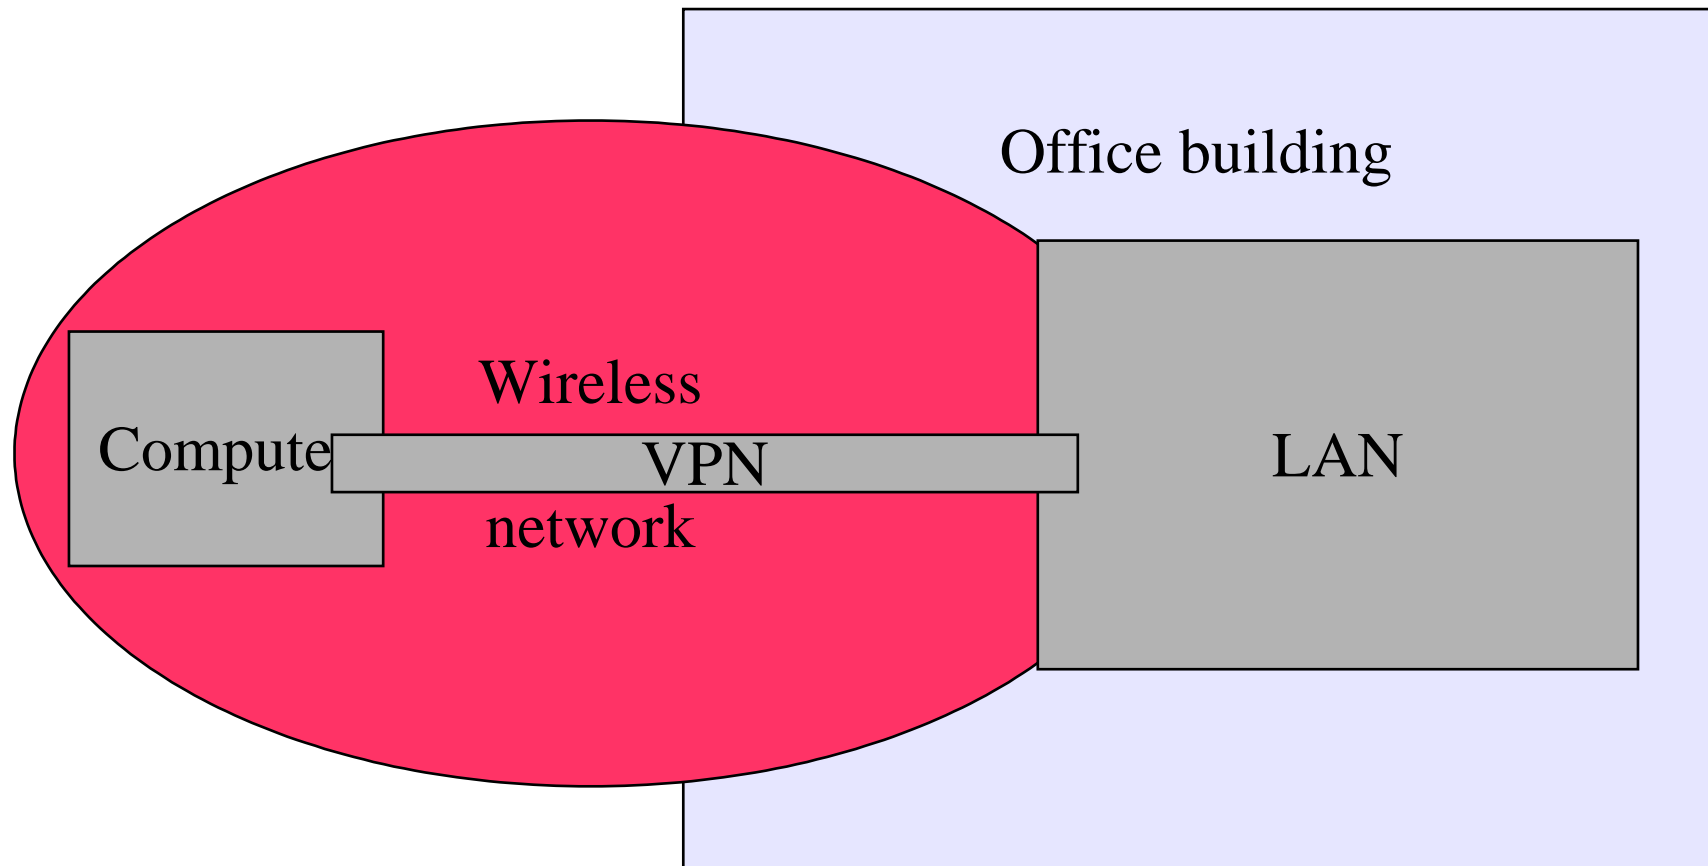 Office building
Wireless
Compute
VPN
LAN
network